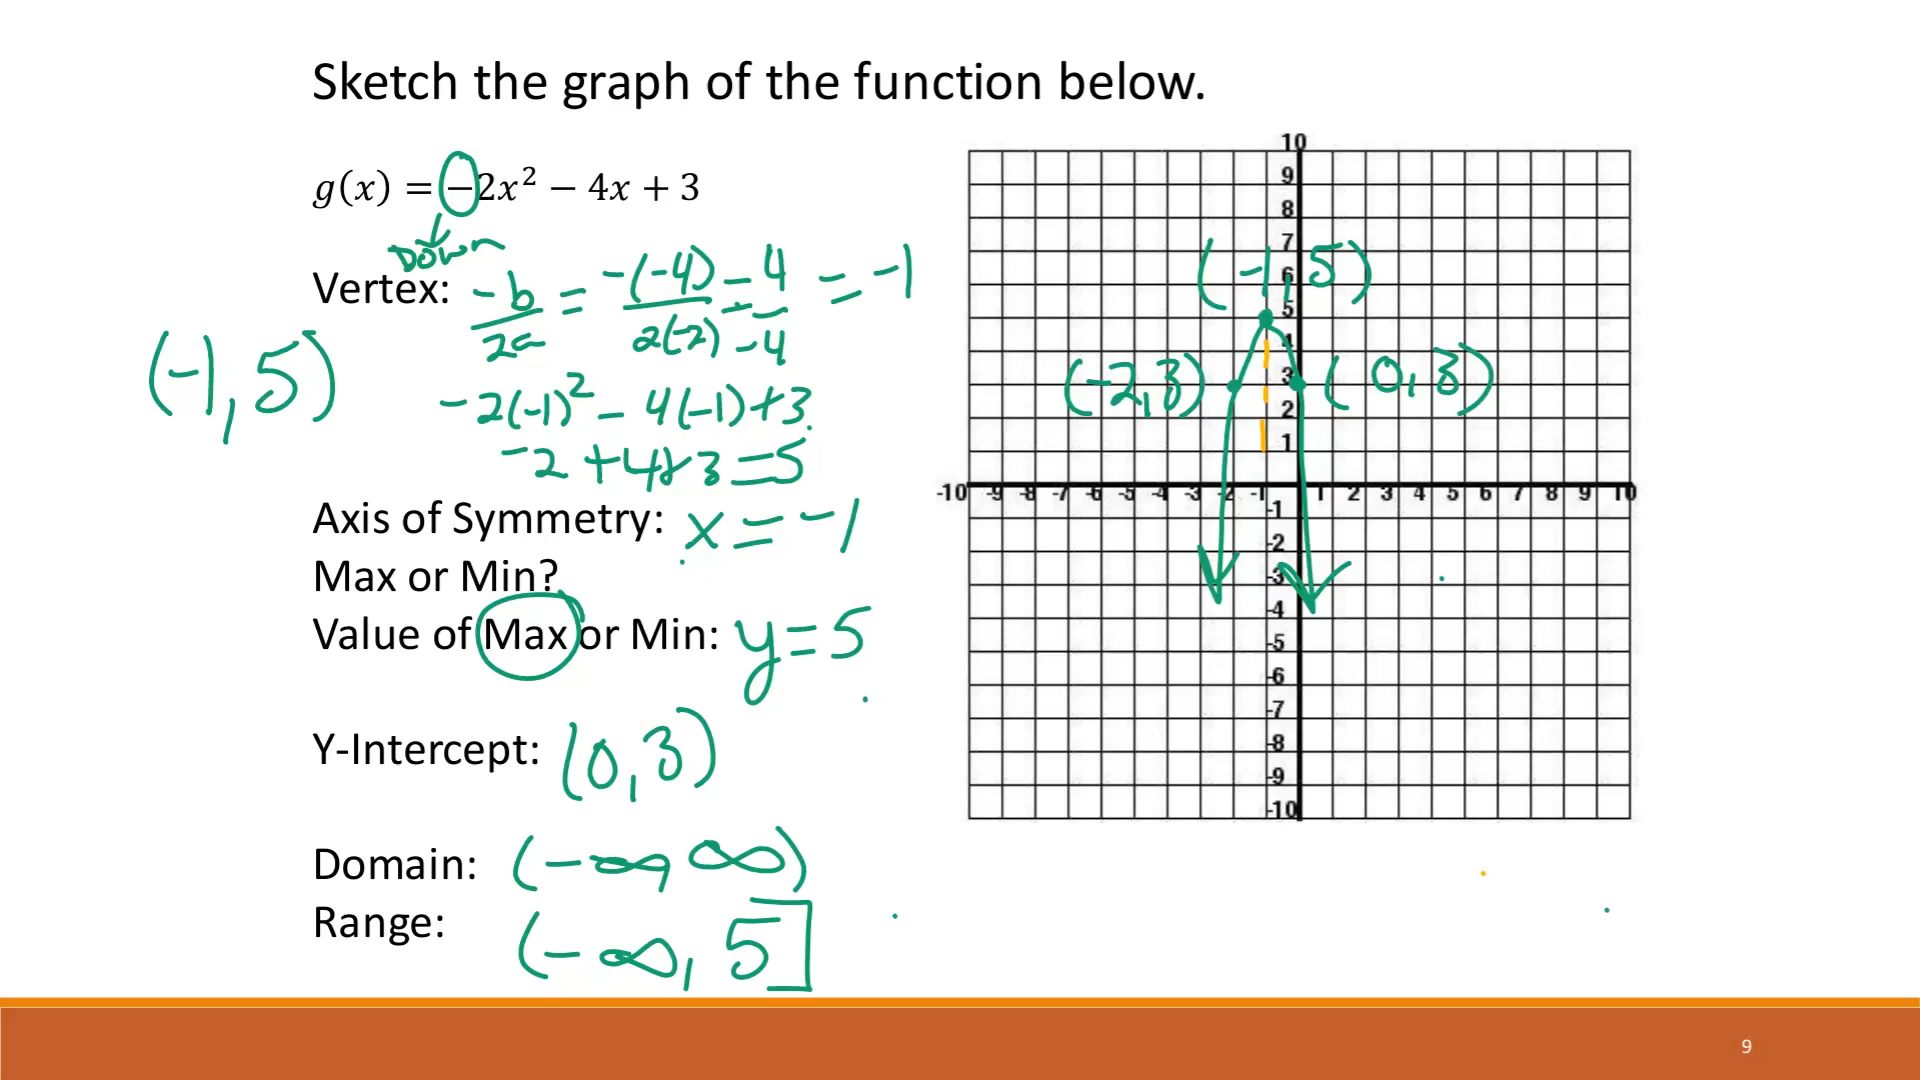 Sketch the graph of the function below.
g(x) = −2x² − 4x + 3
Down
Vertex: -b/2a = -(-4)/2(-2) = 4/-4 = -1
(-1, 5)
-2(-1)² - 4(-1) + 3
-2 + 4 + 3 = 5
Axis of Symmetry: x = -1
Max or Min?
Value of Max or Min: y = 5
Y-Intercept: (0, 3)
Domain: (-∞, ∞)
Range: (-∞, 5]
10
9
8
7
(-1, 5)
6
5
4
(-2, 3) 3 (0, 3)
2
1
-10 -9 -8 -7 -6 -5 -4 -3 -2 -1 1 2 3 4 5 6 7 8 9 10
-1
-2
-3
-4
-5
-6
-7
-8
-9
-10
9